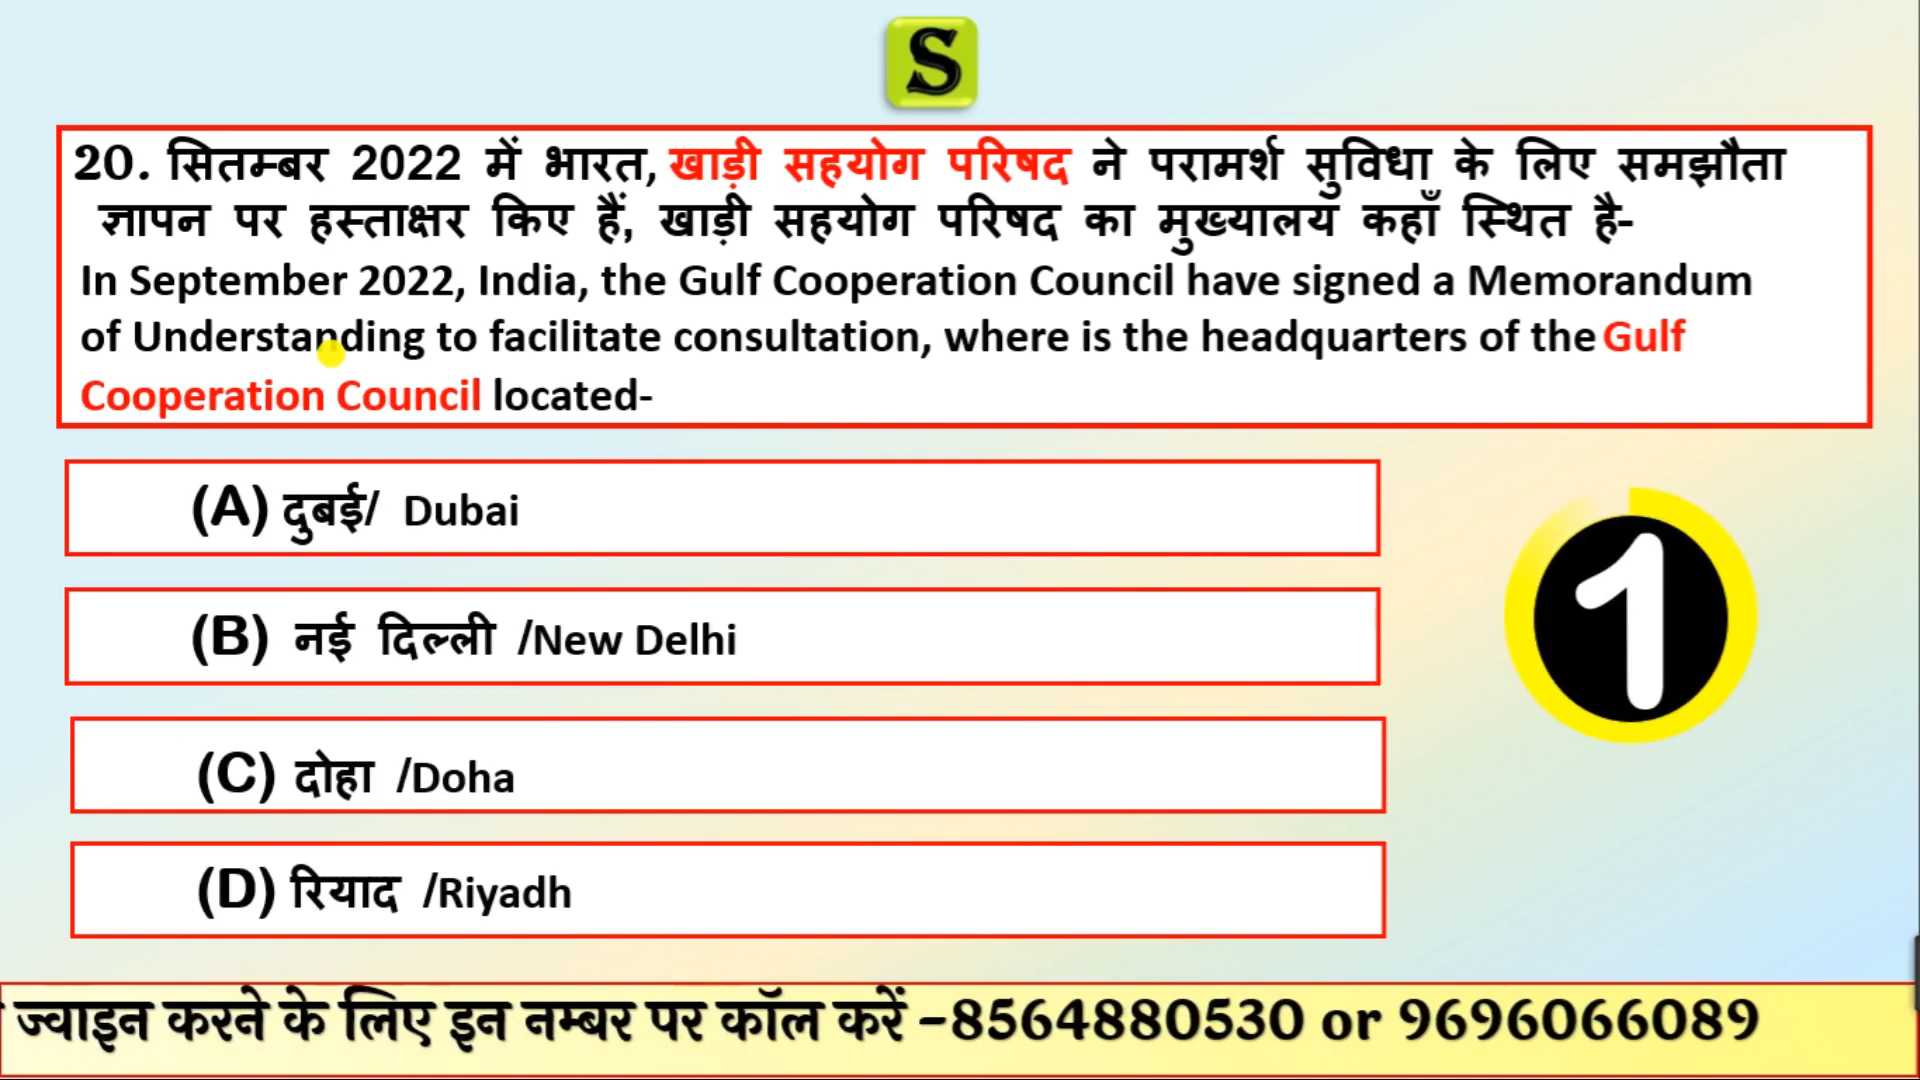 S
20. सितम्बर 2022 में भारत, खाड़ी सहयोग परिषद ने परामर्श सुविधा के लिए समझौता
ज्ञापन पर हस्ताक्षर किए हैं, खाड़ी सहयोग परिषद का मुख्यालय कहाँ स्थित है-
In September 2022, India, the Gulf Cooperation Council have signed a Memorandum
of Understanding to facilitate consultation, where is the headquarters of the Gulf
Cooperation Council located-
(A) दुबई/ Dubai
(B) नई दिल्ली /New Delhi
(C) दोहा /Doha
(D) रियाद /Riyadh
1
ज्वाइन करने के लिए इन नम्बर पर कॉल करें -8564880530 or 9696066089